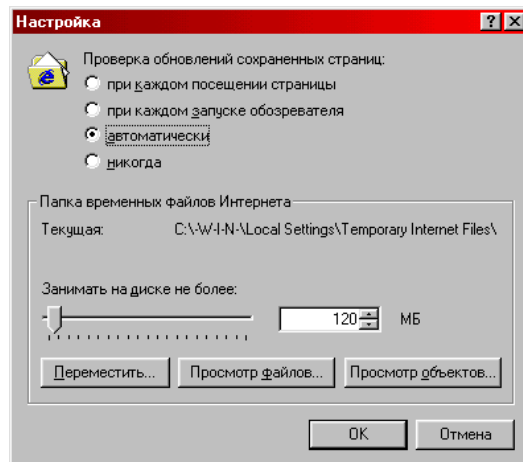 Настройка
Проверка обновлений сохраненных страниц:
при каждом посещении страницы
при каждом запуске обозревателя
автоматически
никогда
Папка временных файлов Интернета
Текущая: C:\-W-I-N-\Local Settings\Temporary Internet Files\
Занимать на диске не более:
120 МБ
Переместить... Просмотр файлов... Просмотр объектов...
OK Отмена